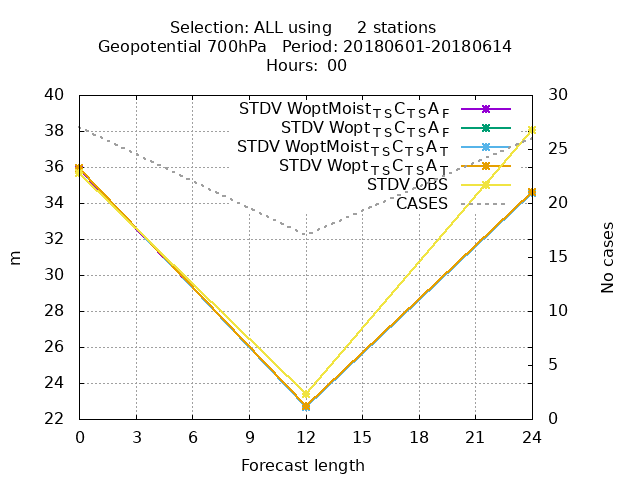 Selection: ALL using 2 stations
Geopotential 700hPa Period: 20180601-20180614
Hours: 00
40 30
STDV WoptMoist_TS C_TS A_F
38 STDV Wopt_TS C_TS A_F
STDV WoptMoist_TS C_TS A_T 25
36 STDV Wopt_TS C_TS A_T
STDV OBS
34 CASES 20
32
15
m No cases
30
28 10
26
5
24
22 0
0 3 6 9 12 15 18 21 24
Forecast length